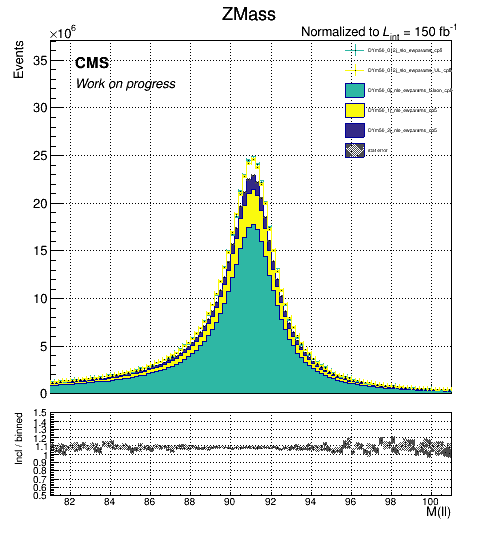 ZMass
Normalized to L_int = 150 fb⁻¹
×10⁶
Events
CMS
Work on progress
stat error
35
30
25
20
15
10
5
0
Incl / binned
1.5
1.4
1.3
1.2
1.1
1
0.9
0.8
0.7
0.6
0.5
82 84 86 88 90 92 94 96 98 100
M(ll)